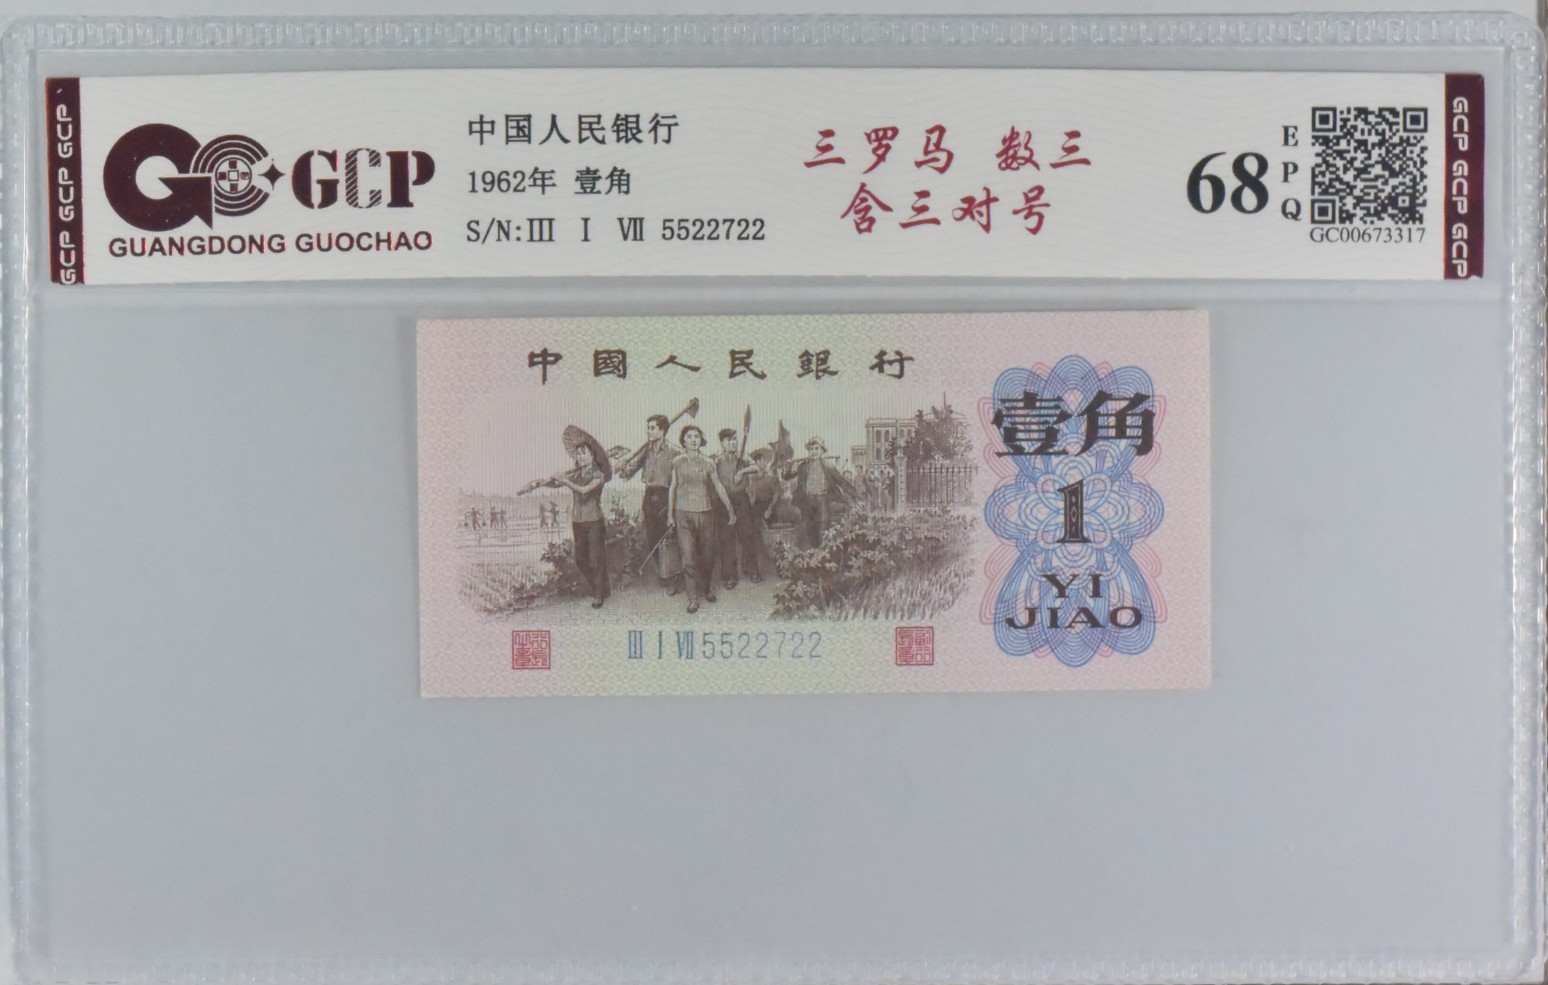 GCP GCP GCP
GCP
GUANGDONG GUOCHAO
中国人民银行
1962年 壹角
S/N:Ⅲ Ⅰ Ⅶ 5522722
三罗马 数三
含三对号
68
EPQ
GC00673317
GCP GCP GCP
中國人民銀行
壹角
1
YI
JIAO
Ⅲ Ⅰ Ⅶ 5522722